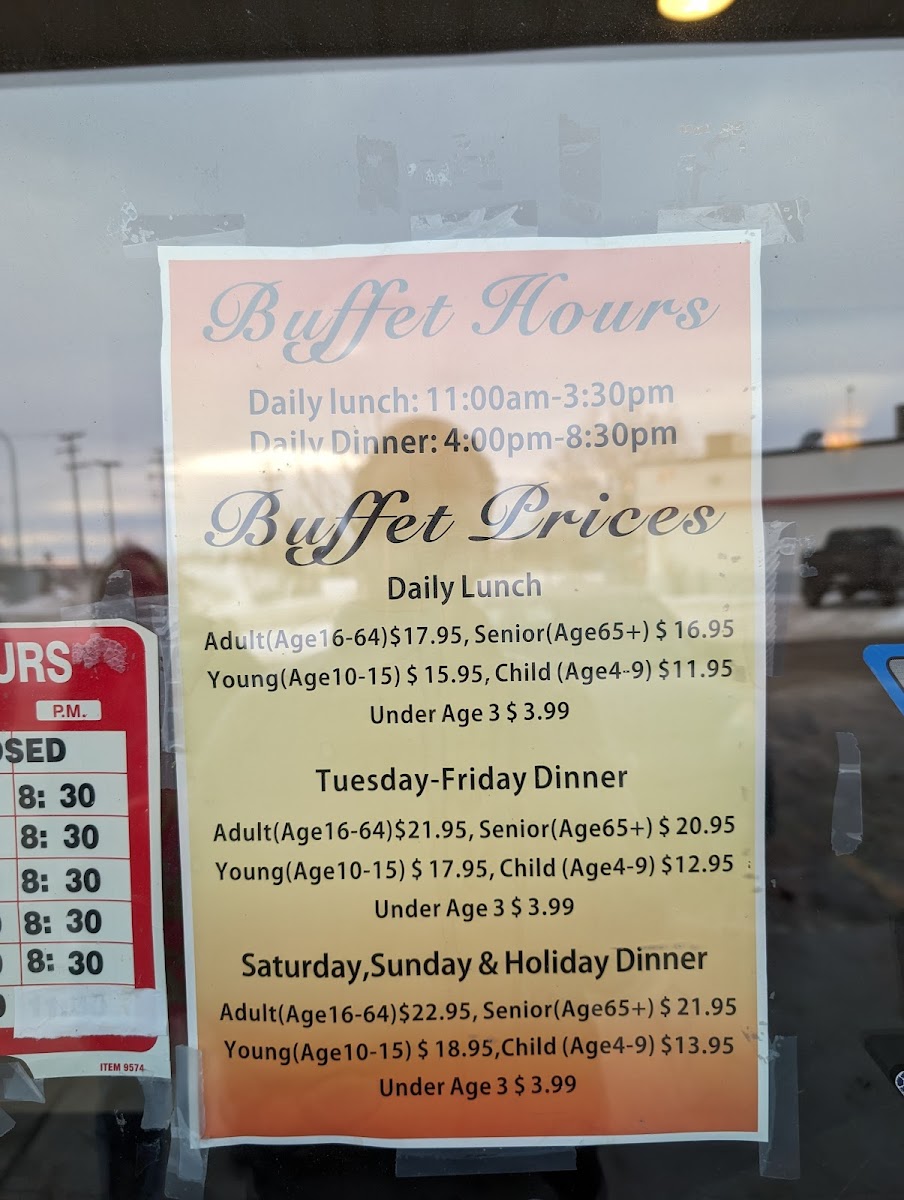 Buffet Hours
Daily lunch: 11:00am-3:30pm
Daily Dinner: 4:00pm-8:30pm
Buffet Prices
Daily Lunch
Adult(Age16-64)$17.95, Senior(Age65+) $ 16.95
Young(Age10-15) $ 15.95, Child (Age4-9) $11.95
Under Age 3 $ 3.99
Tuesday-Friday Dinner
Adult(Age16-64)$21.95, Senior(Age65+) $ 20.95
Young(Age10-15) $ 17.95, Child (Age4-9) $12.95
Under Age 3 $ 3.99
Saturday,Sunday & Holiday Dinner
Adult(Age16-64)$22.95, Senior(Age65+) $ 21.95
Young(Age10-15) $ 18.95,Child (Age4-9) $13.95
Under Age 3 $ 3.99
URS
P.M.
OSED
8: 30
8: 30
8: 30
8: 30
8: 30
ITEM 9574